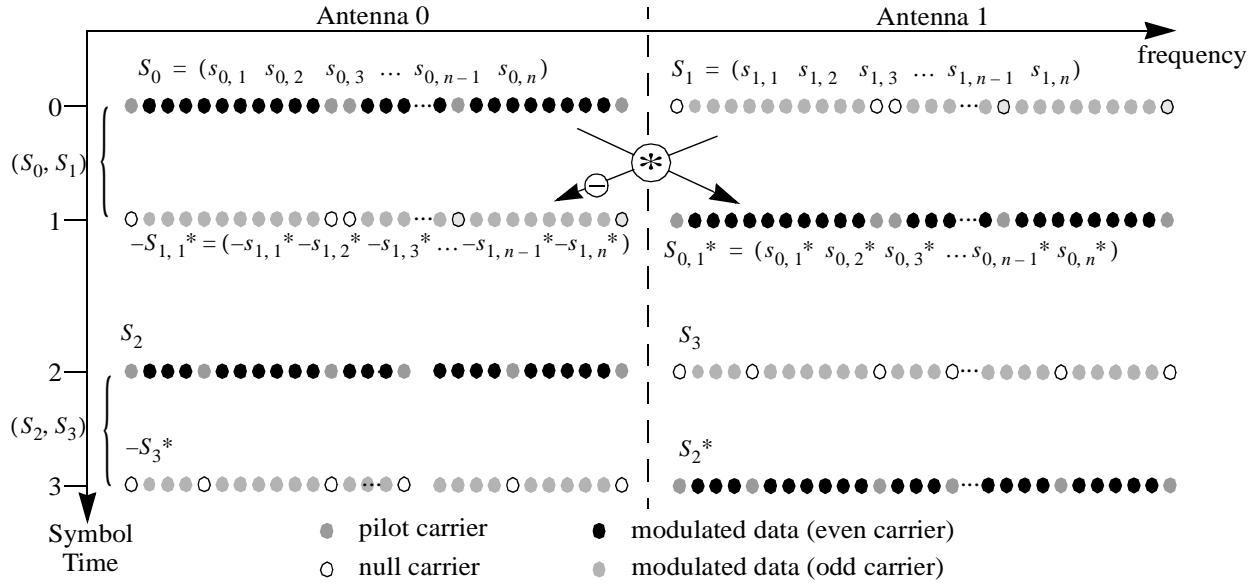 Antenna 0 Antenna 1
frequency
S0 = (s0, 1 s0, 2 s0, 3 ... s0, n – 1 s0, n)
S1 = (s1, 1 s1, 2 s1, 3 ... s1, n – 1 s1, n)
0
(S0, S1)
*
–
1
–S1, 1* = (–s1, 1* –s1, 2* –s1, 3* ... –s1, n – 1* –s1, n*)
S0, 1* = (s0, 1* s0, 2* s0, 3* ... s0, n – 1* s0, n*)
S2
S3
2
(S2, S3)
–S3*
S2*
3
Symbol
Time
pilot carrier
modulated data (even carrier)
null carrier
modulated data (odd carrier)